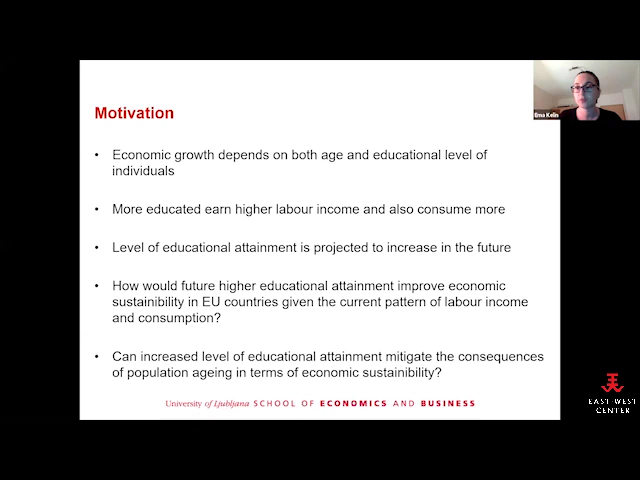 Motivation
• Economic growth depends on both age and educational level of
individuals
• More educated earn higher labour income and also consume more
• Level of educational attainment is projected to increase in the future
• How would future higher educational attainment improve economic
sustainibility in EU countries given the current pattern of labour income
and consumption?
• Can increased level of educational attainment mitigate the consequences
of population ageing in terms of economic sustainibility?
University of Ljubljana SCHOOL OF ECONOMICS AND BUSINESS
Ema Kelin
EAST-WEST
CENTER